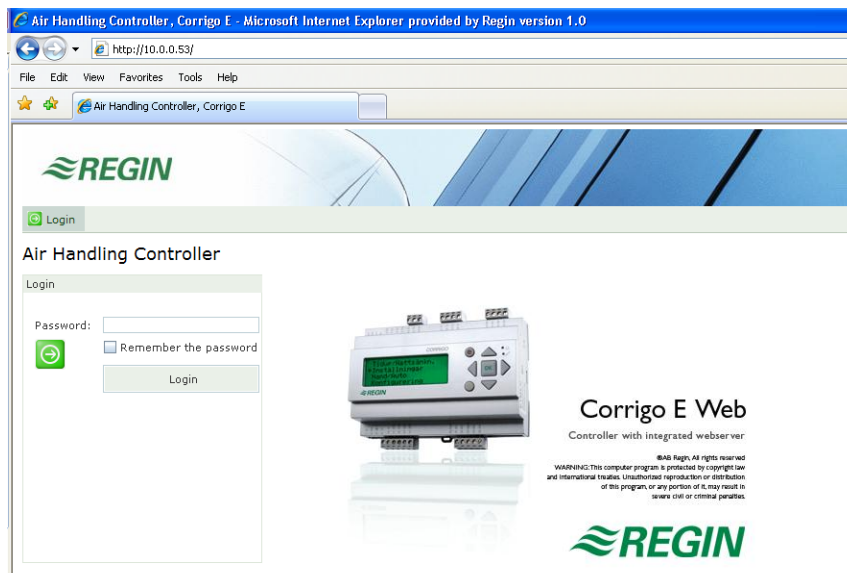 Air Handling Controller, Corrigo E - Microsoft Internet Explorer provided by Regin version 1.0
http://10.0.0.53/
File Edit View Favorites Tools Help
Air Handling Controller, Corrigo E
REGIN
Login
Air Handling Controller
Login
Password:
Remember the password
Login
CORRIGO
OK
REGIN
Corrigo E Web
Controller with integrated webserver
®AB Regin, All rights reserved
WARNING: This computer program is protected by copyright law
and international treaties. Unauthorized reproduction or distribution
of this program, or any portion of it, may result in
severe civil or criminal penalties.
REGIN